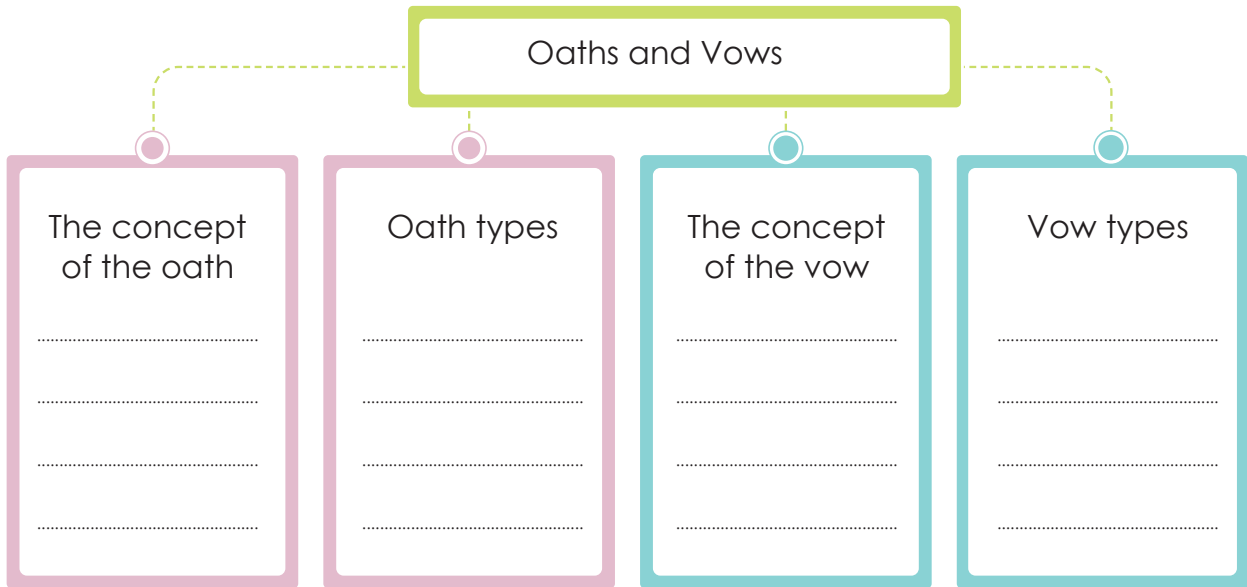 Oaths and Vows
The concept
of the oath
Oath types
The concept
of the vow
Vow types